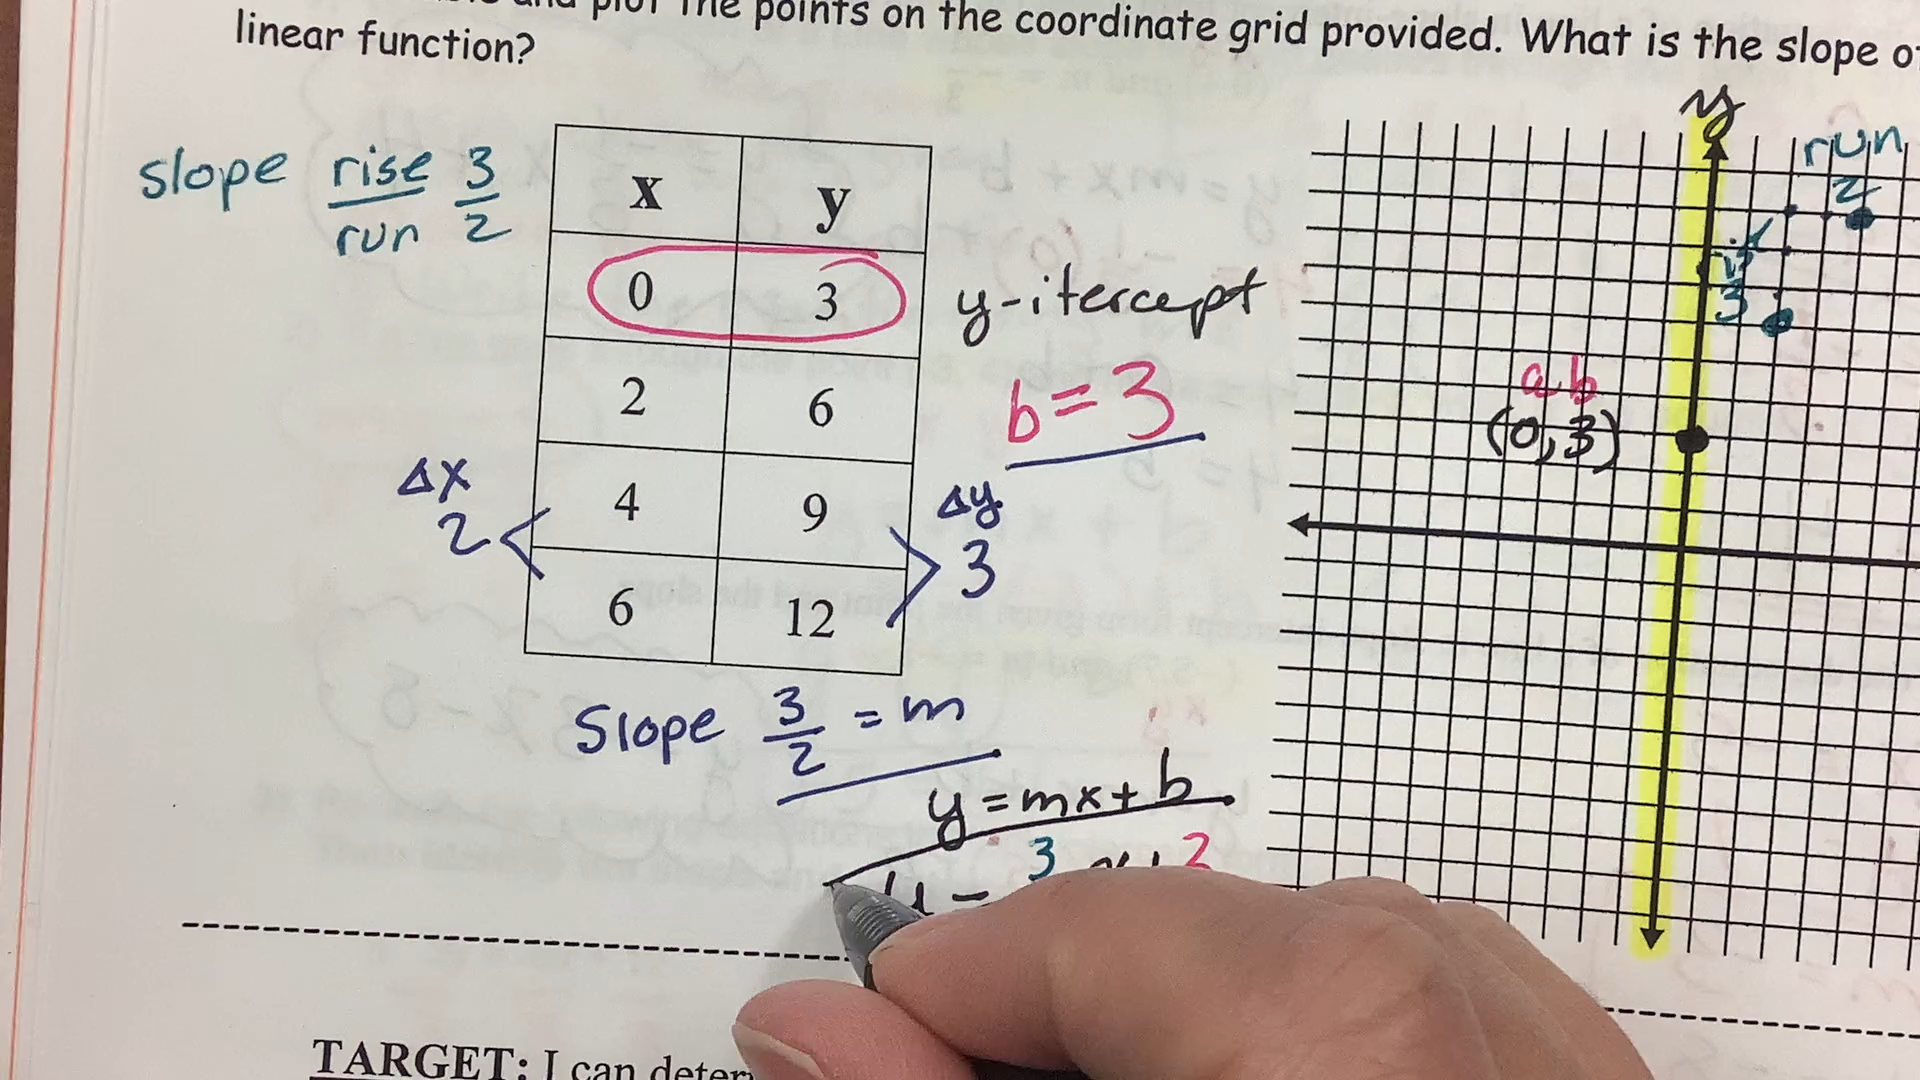 plot the points on the coordinate grid provided. What is the slope
linear function?
slope rise 3
run 2
x y
0 3
2 6
4 9
6 12
y-itercept
b=3
Δx
2
Δy
3
Slope 3/2 = m
y = mx + b
3
y
run
2
3
a b
(0,3)
TARGET: I can